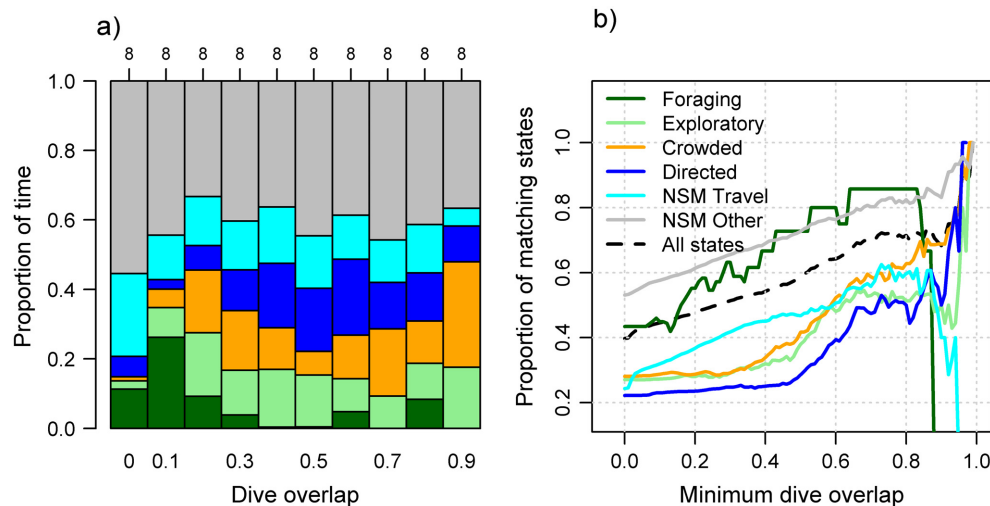 a)
8 8 8 8 8 8 8 8 8 8
1.0
0.8
0.6
0.4
0.2
0.0
Proportion of time
0 0.1 0.3 0.5 0.7 0.9
Dive overlap
b)
Foraging
Exploratory
Crowded
Directed
NSM Travel
NSM Other
All states
1.0
0.8
0.6
0.4
0.2
Proportion of matching states
0.0 0.2 0.4 0.6 0.8 1.0
Minimum dive overlap